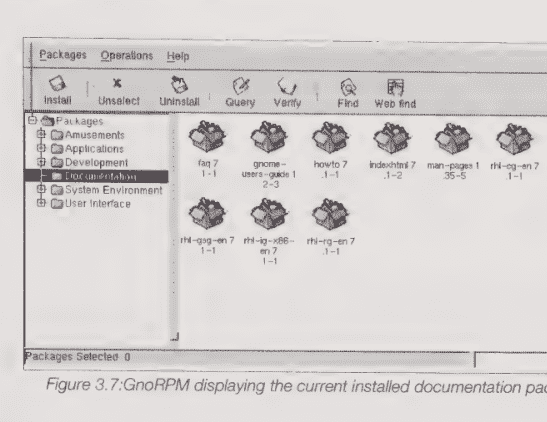 Packages Operations Help
Install Unselect Uninstall Query Verify Find Web find
Packages
Amusements
Applications
Development
Documentation
System Environment
User Interface
faq 7
1-1
gnome-
users-guide 1
2-3
howto 7
.1-1
indexhtml 7
.1-2
man-pages 1
.35-5
rhl-cg-en 7
.1-1
rhl-gsg-en 7
1-1
rhl-ig-x86-
en 7
1-1
rhl-rg-en 7
.1-1
Packages Selected 0
Figure 3.7:GnoRPM displaying the current installed documentation pac